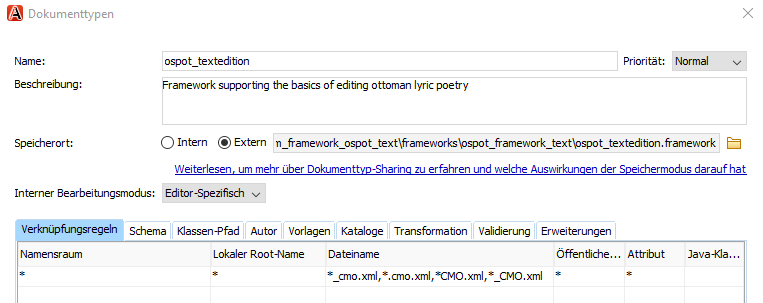 Dokumenttypen
Name: ospot_textedition Priorität: Normal
Beschreibung: Framework supporting the basics of editing ottoman lyric poetry
Speicherort: Intern Extern m_framework_ospot_text\frameworks\ospot_framework_text\ospot_textedition.framework
Weiterlesen, um mehr über Dokumenttyp-Sharing zu erfahren und welche Auswirkungen der Speichermodus darauf hat
Interner Bearbeitungsmodus: Editor-Spezifisch
Verknüpfungsregeln Schema Klassen-Pfad Autor Vorlagen Kataloge Transformation Validierung Erweiterungen
Namensraum Lokaler Root-Name Dateiname Öffentliche... Attribut Java-Kla...
* * *_cmo.xml,*.cmo.xml,*CMO.xml,*_CMO.xml * *